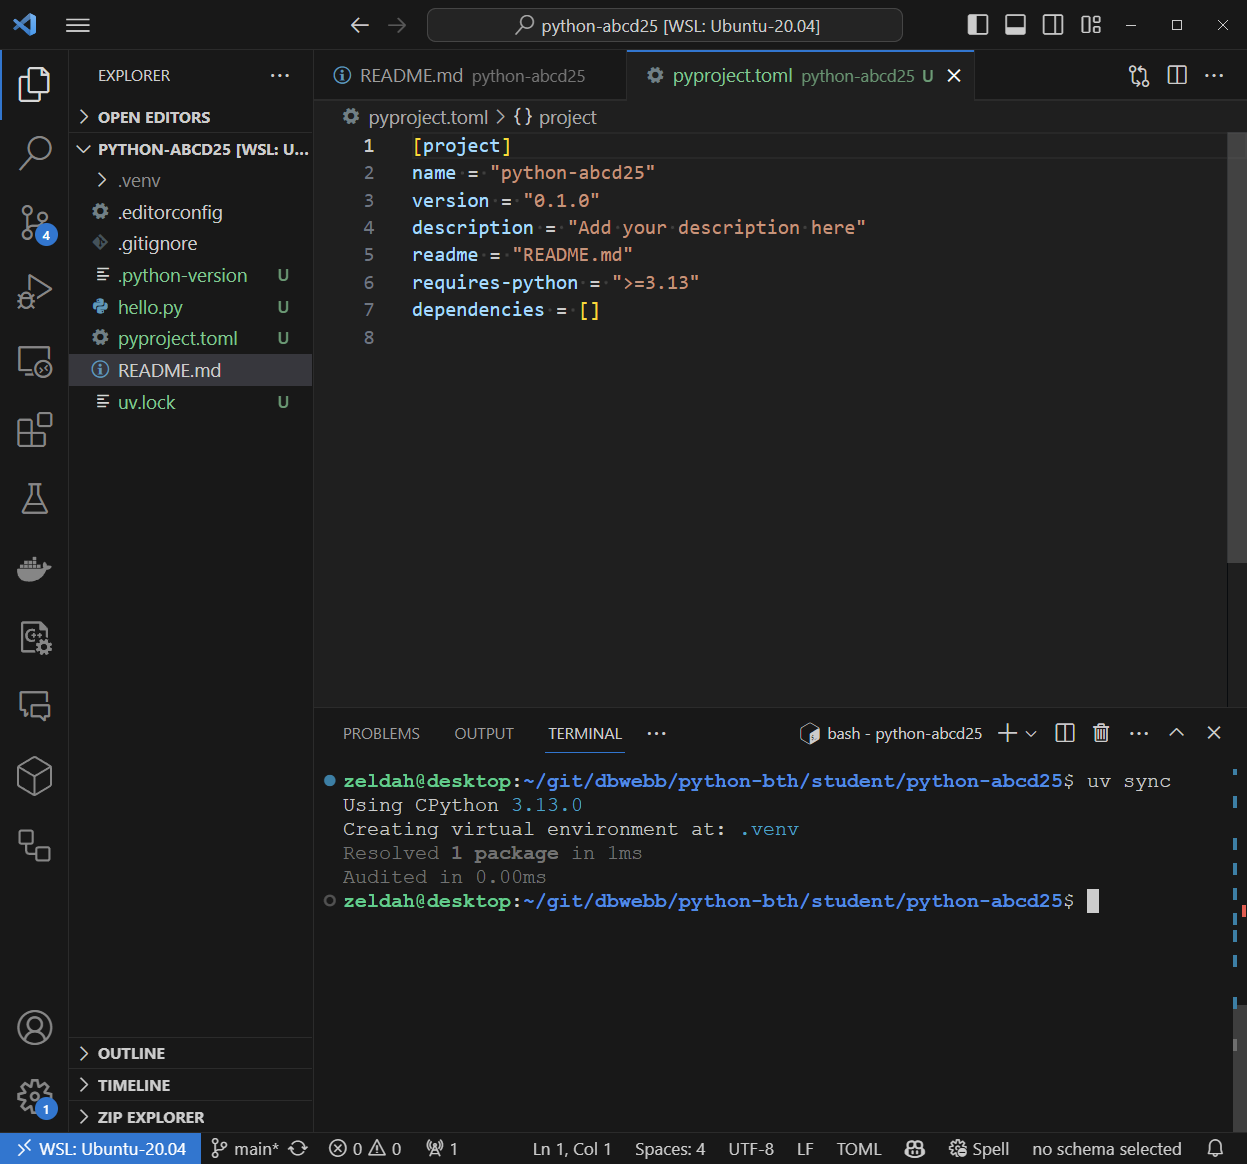 python-abcd25 [WSL: Ubuntu-20.04]
EXPLORER
OPEN EDITORS
PYTHON-ABCD25 [WSL: U...
.venv
.editorconfig
.gitignore
.python-version U
hello.py U
pyproject.toml U
README.md
uv.lock U
OUTLINE
TIMELINE
ZIP EXPLORER
4
1
README.md python-abcd25
pyproject.toml python-abcd25 U
pyproject.toml > {} project
1 [project]
2 name = "python-abcd25"
3 version = "0.1.0"
4 description = "Add your description here"
5 readme = "README.md"
6 requires-python = ">=3.13"
7 dependencies = []
8
PROBLEMS OUTPUT TERMINAL
bash - python-abcd25
zeldah@desktop:~/git/dbwebb/python-bth/student/python-abcd25$ uv sync
Using CPython 3.13.0
Creating virtual environment at: .venv
Resolved 1 package in 1ms
Audited in 0.00ms
zeldah@desktop:~/git/dbwebb/python-bth/student/python-abcd25$
WSL: Ubuntu-20.04 main* 0 0 1 Ln 1, Col 1 Spaces: 4 UTF-8 LF TOML Spell no schema selected